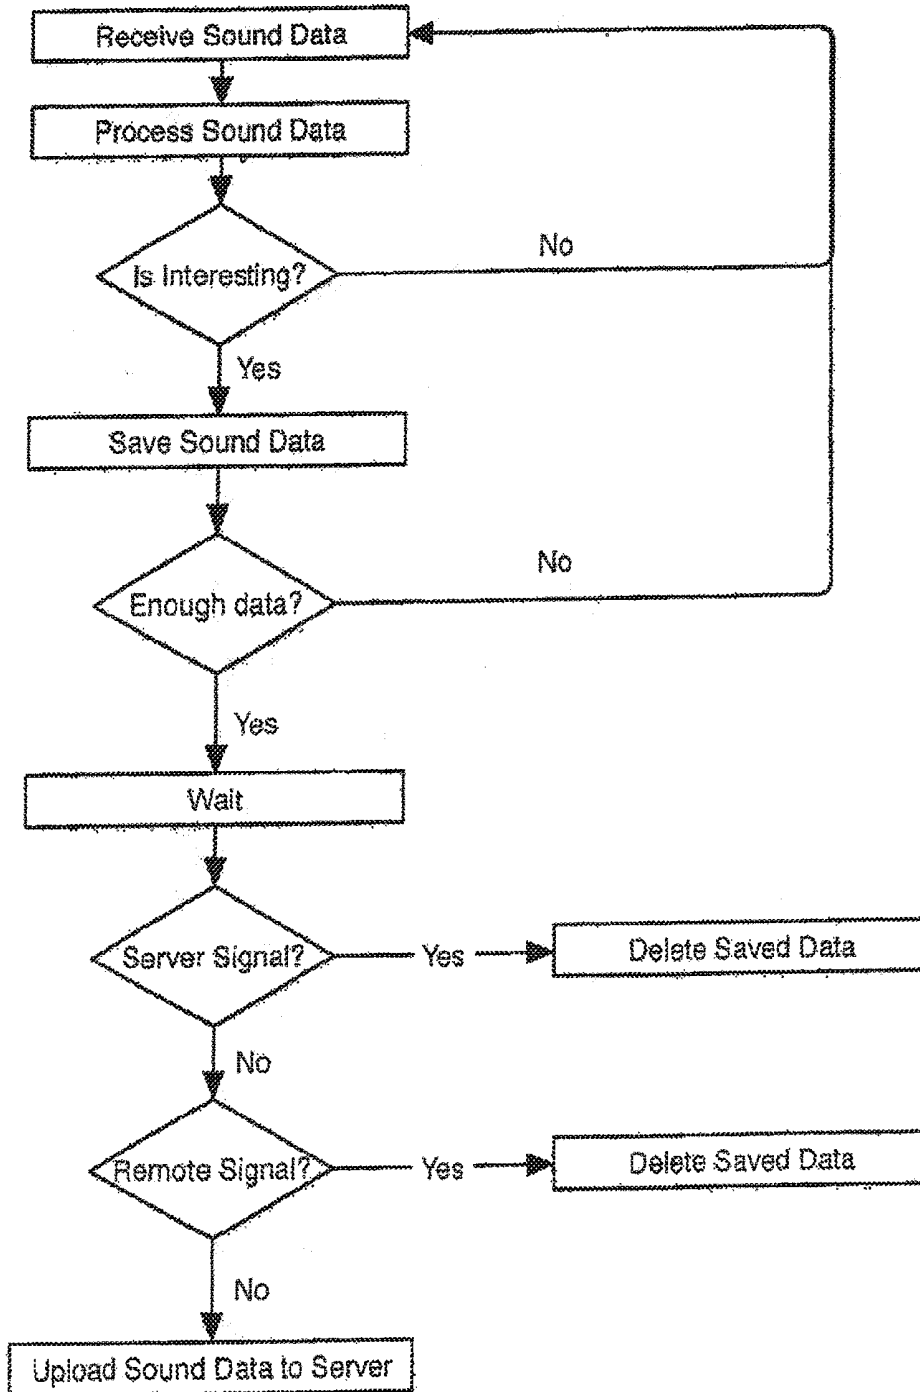 Receive Sound Data
Process Sound Data
Is Interesting?
No
Yes
Save Sound Data
Enough data?
No
Yes
Wait
Server Signal?
Yes
Delete Saved Data
No
Remote Signal?
Yes
Delete Saved Data
No
Upload Sound Data to Server